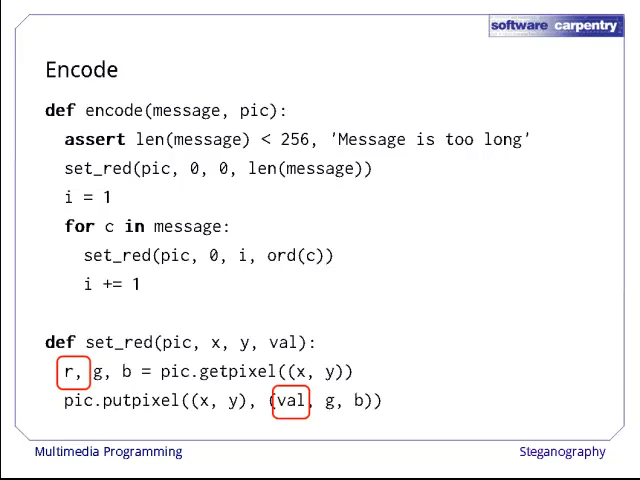 software carpentry
Encode
def encode(message, pic):
assert len(message) < 256, 'Message is too long'
set_red(pic, 0, 0, len(message))
i = 1
for c in message:
set_red(pic, 0, i, ord(c))
i += 1
def set_red(pic, x, y, val):
r, g, b = pic.getpixel((x, y))
pic.putpixel((x, y), (val, g, b))
Multimedia Programming
Steganography